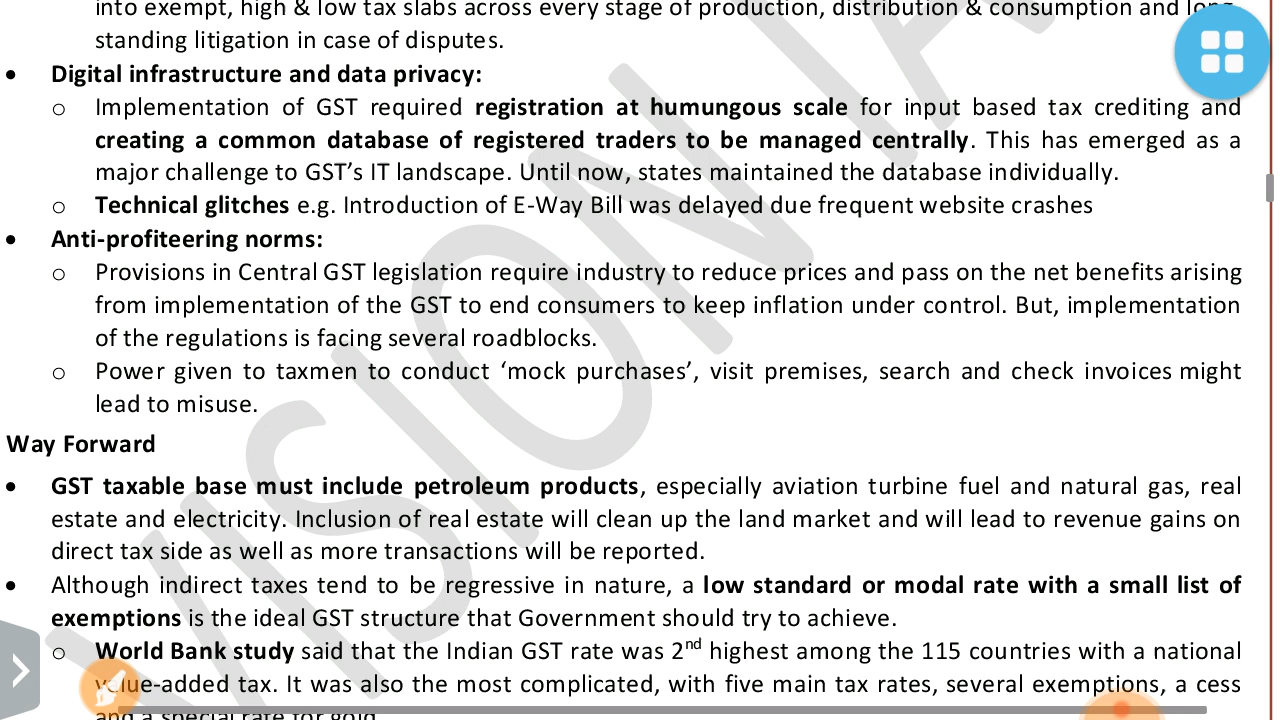 into exempt, high & low tax slabs across every stage of production, distribution & consumption and long-
standing litigation in case of disputes.
• Digital infrastructure and data privacy:
o Implementation of GST required registration at humungous scale for input based tax crediting and
creating a common database of registered traders to be managed centrally. This has emerged as a
major challenge to GST’s IT landscape. Until now, states maintained the database individually.
o Technical glitches e.g. Introduction of E-Way Bill was delayed due frequent website crashes
• Anti-profiteering norms:
o Provisions in Central GST legislation require industry to reduce prices and pass on the net benefits arising
from implementation of the GST to end consumers to keep inflation under control. But, implementation
of the regulations is facing several roadblocks.
o Power given to taxmen to conduct ‘mock purchases’, visit premises, search and check invoices might
lead to misuse.
Way Forward
• GST taxable base must include petroleum products, especially aviation turbine fuel and natural gas, real
estate and electricity. Inclusion of real estate will clean up the land market and will lead to revenue gains on
direct tax side as well as more transactions will be reported.
• Although indirect taxes tend to be regressive in nature, a low standard or modal rate with a small list of
exemptions is the ideal GST structure that Government should try to achieve.
o World Bank study said that the Indian GST rate was 2nd highest among the 115 countries with a national
value-added tax. It was also the most complicated, with five main tax rates, several exemptions, a cess
and a special rate for gold
VISION IA